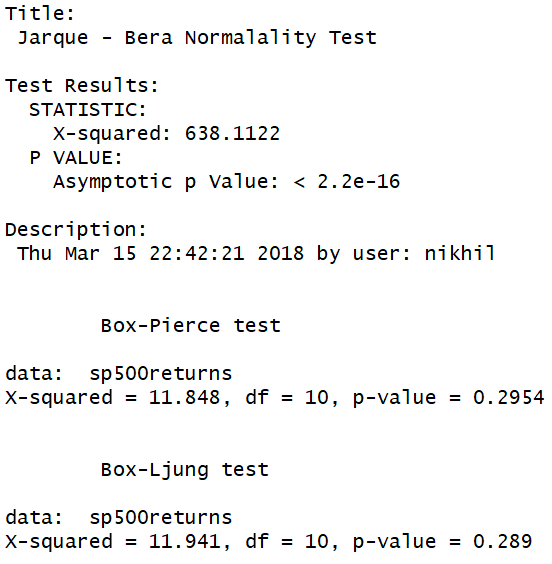 Title:
Jarque - Bera Normalality Test
Test Results:
STATISTIC:
X-squared: 638.1122
P VALUE:
Asymptotic p Value: < 2.2e-16
Description:
Thu Mar 15 22:42:21 2018 by user: nikhil
Box-Pierce test
data:  sp500returns
X-squared = 11.848, df = 10, p-value = 0.2954
Box-Ljung test
data:  sp500returns
X-squared = 11.941, df = 10, p-value = 0.289